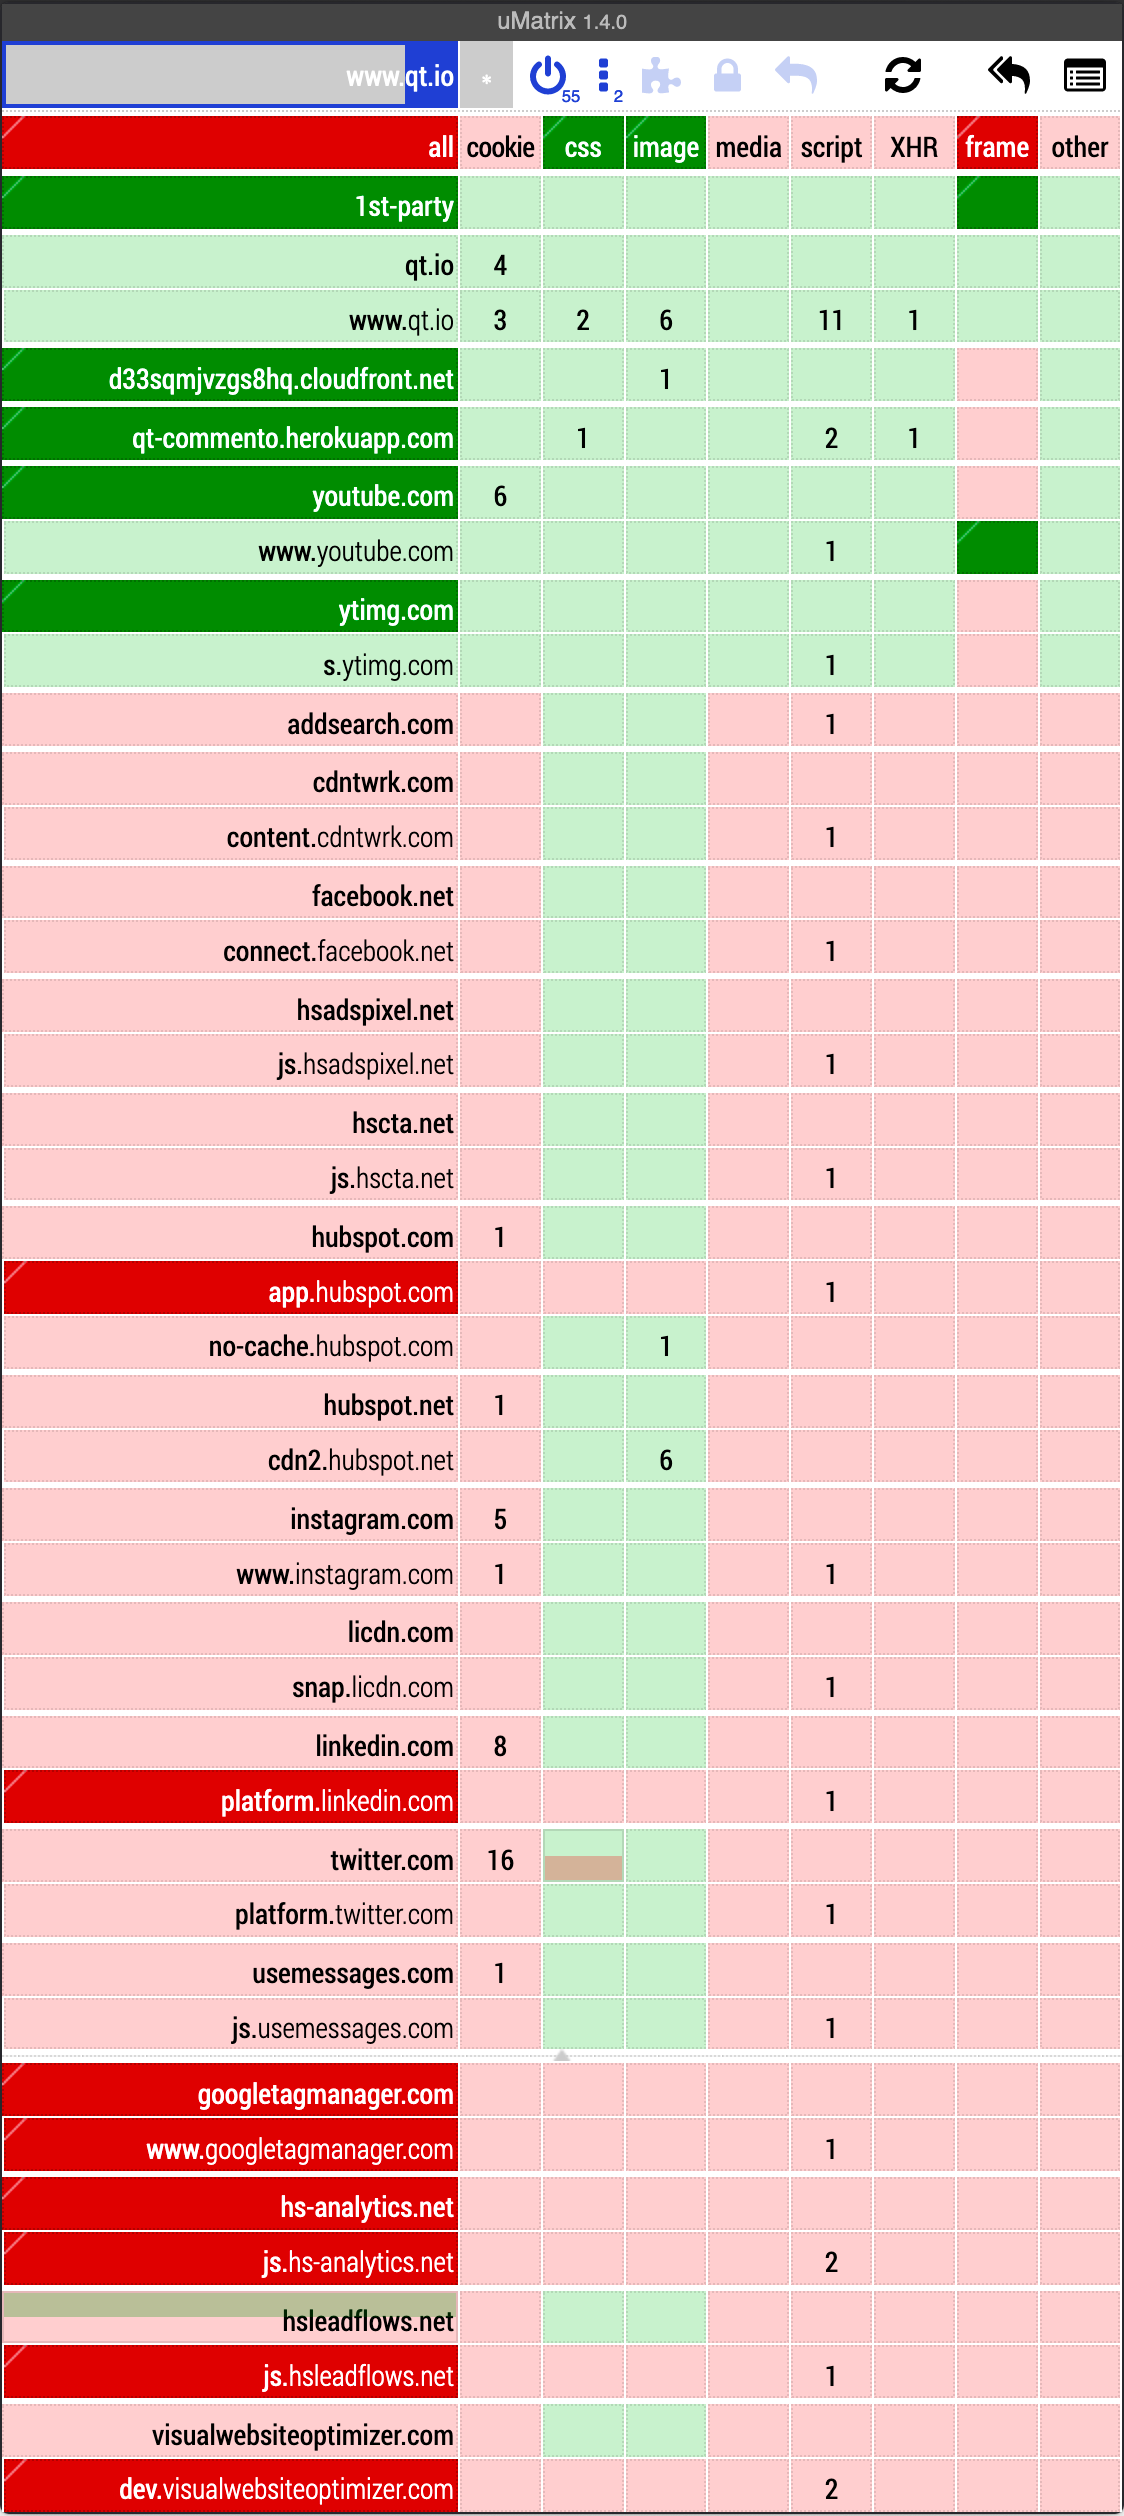 uMatrix 1.4.0
www.qt.io * 55 2
all cookie css image media script XHR frame other
1st-party
qt.io 4
www.qt.io 3 2 6 11 1
d33sqmjvzgs8hq.cloudfront.net 1
qt-commento.herokuapp.com 1 2 1
youtube.com 6
www.youtube.com 1
ytimg.com
s.ytimg.com 1
addsearch.com 1
cdntwrk.com
content.cdntwrk.com 1
facebook.net
connect.facebook.net 1
hsadspixel.net
js.hsadspixel.net 1
hscta.net
js.hscta.net 1
hubspot.com 1
app.hubspot.com 1
no-cache.hubspot.com 1
hubspot.net 1
cdn2.hubspot.net 6
instagram.com 5
www.instagram.com 1 1
licdn.com
snap.licdn.com 1
linkedin.com 8
platform.linkedin.com 1
twitter.com 16
platform.twitter.com 1
usemessages.com 1
js.usemessages.com 1
googletagmanager.com
www.googletagmanager.com 1
hs-analytics.net
js.hs-analytics.net 2
hsleadflows.net
js.hsleadflows.net 1
visualwebsiteoptimizer.com
dev.visualwebsiteoptimizer.com 2